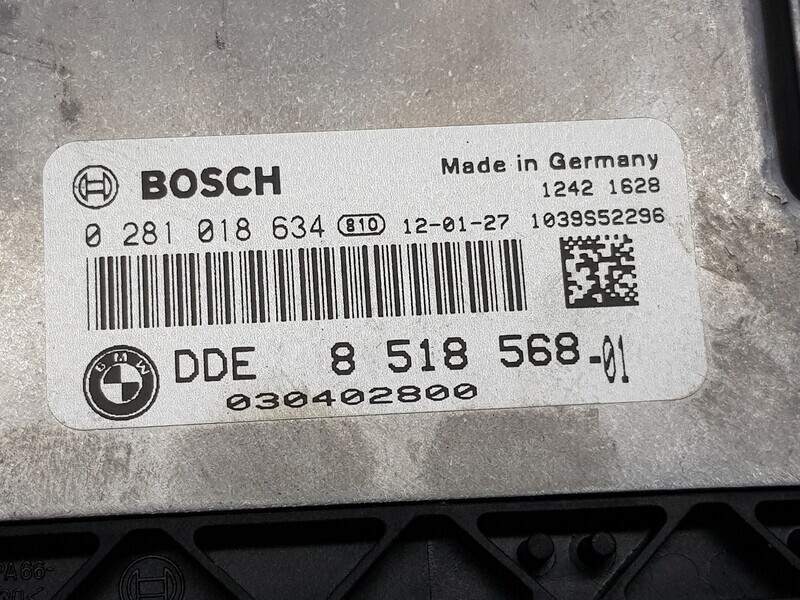 BOSCH
Made in Germany
1242 1628
0 281 018 634 810 12-01-27 1039S52296
BMW
DDE 8 518 568-01
030402800
PA66-